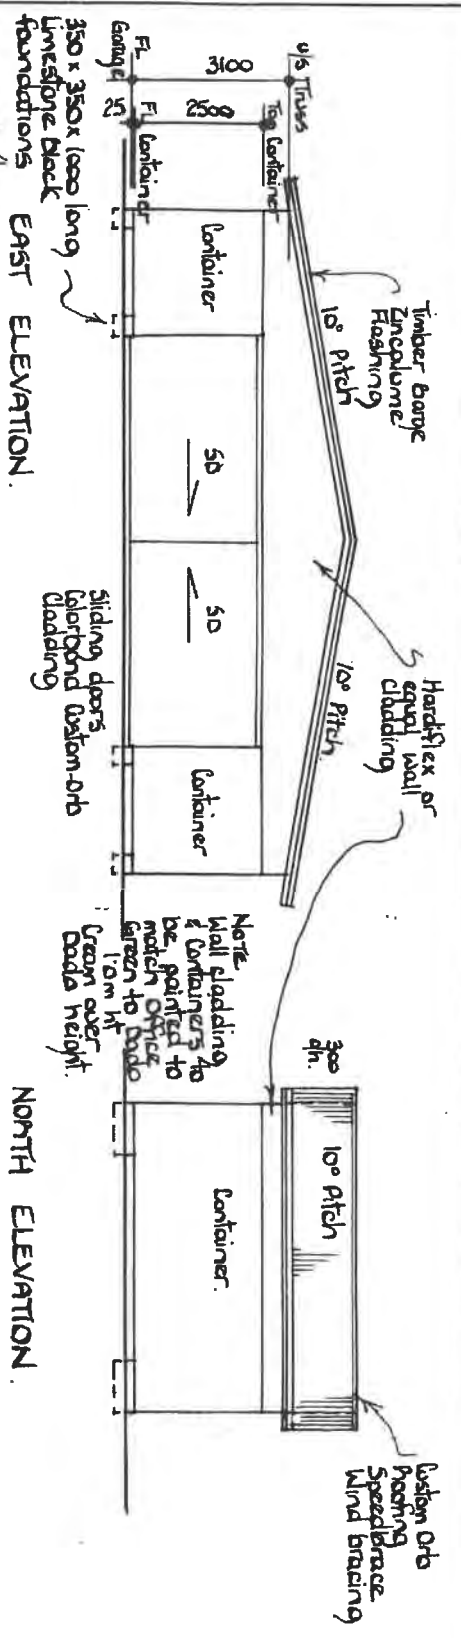 u/s Truss
3100
FL
Garage
Top Container
2500
FL Container
25
350 x 350 x 1000 long
Limestone block
foundations
EAST ELEVATION.
Container
SD
SD
Container
Timber barge
Zincalume
Flashing
10° Pitch
10° Pitch
Hardiflex or
equal wall
cladding
Sliding doors
Colorbond Custom-Orb
Cladding
NOTE
Wall cladding
& Containers to
be painted to
match office
Green to Dado
1.0m ht
Cream over
Dado height.
300
o/h.
10° Pitch
Container.
Custom Orb
Roofing
Speedbrace
Wind bracing
NORTH ELEVATION.